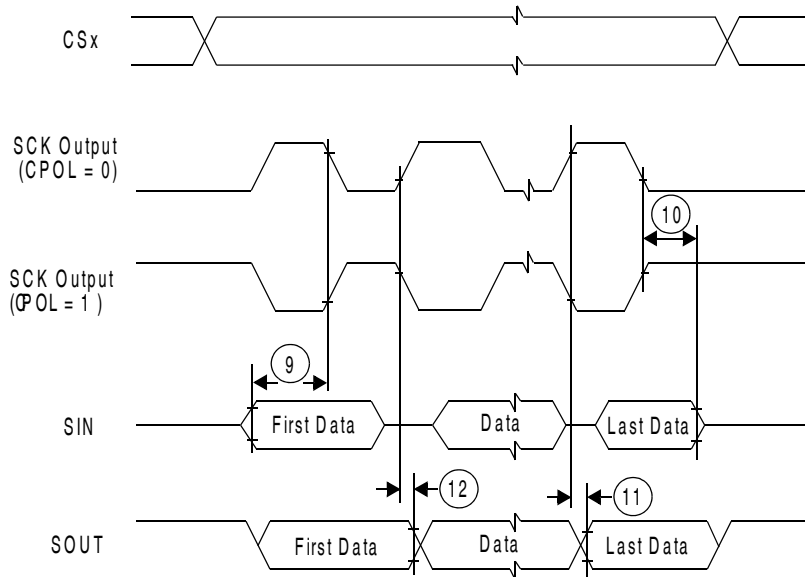 CSx
SCK Output
(CPOL = 0)
10
SCK Output
(CPOL = 1 )
9
SIN
First Data
Data
Last Data
12
11
SOUT
First Data
Data
Last Data